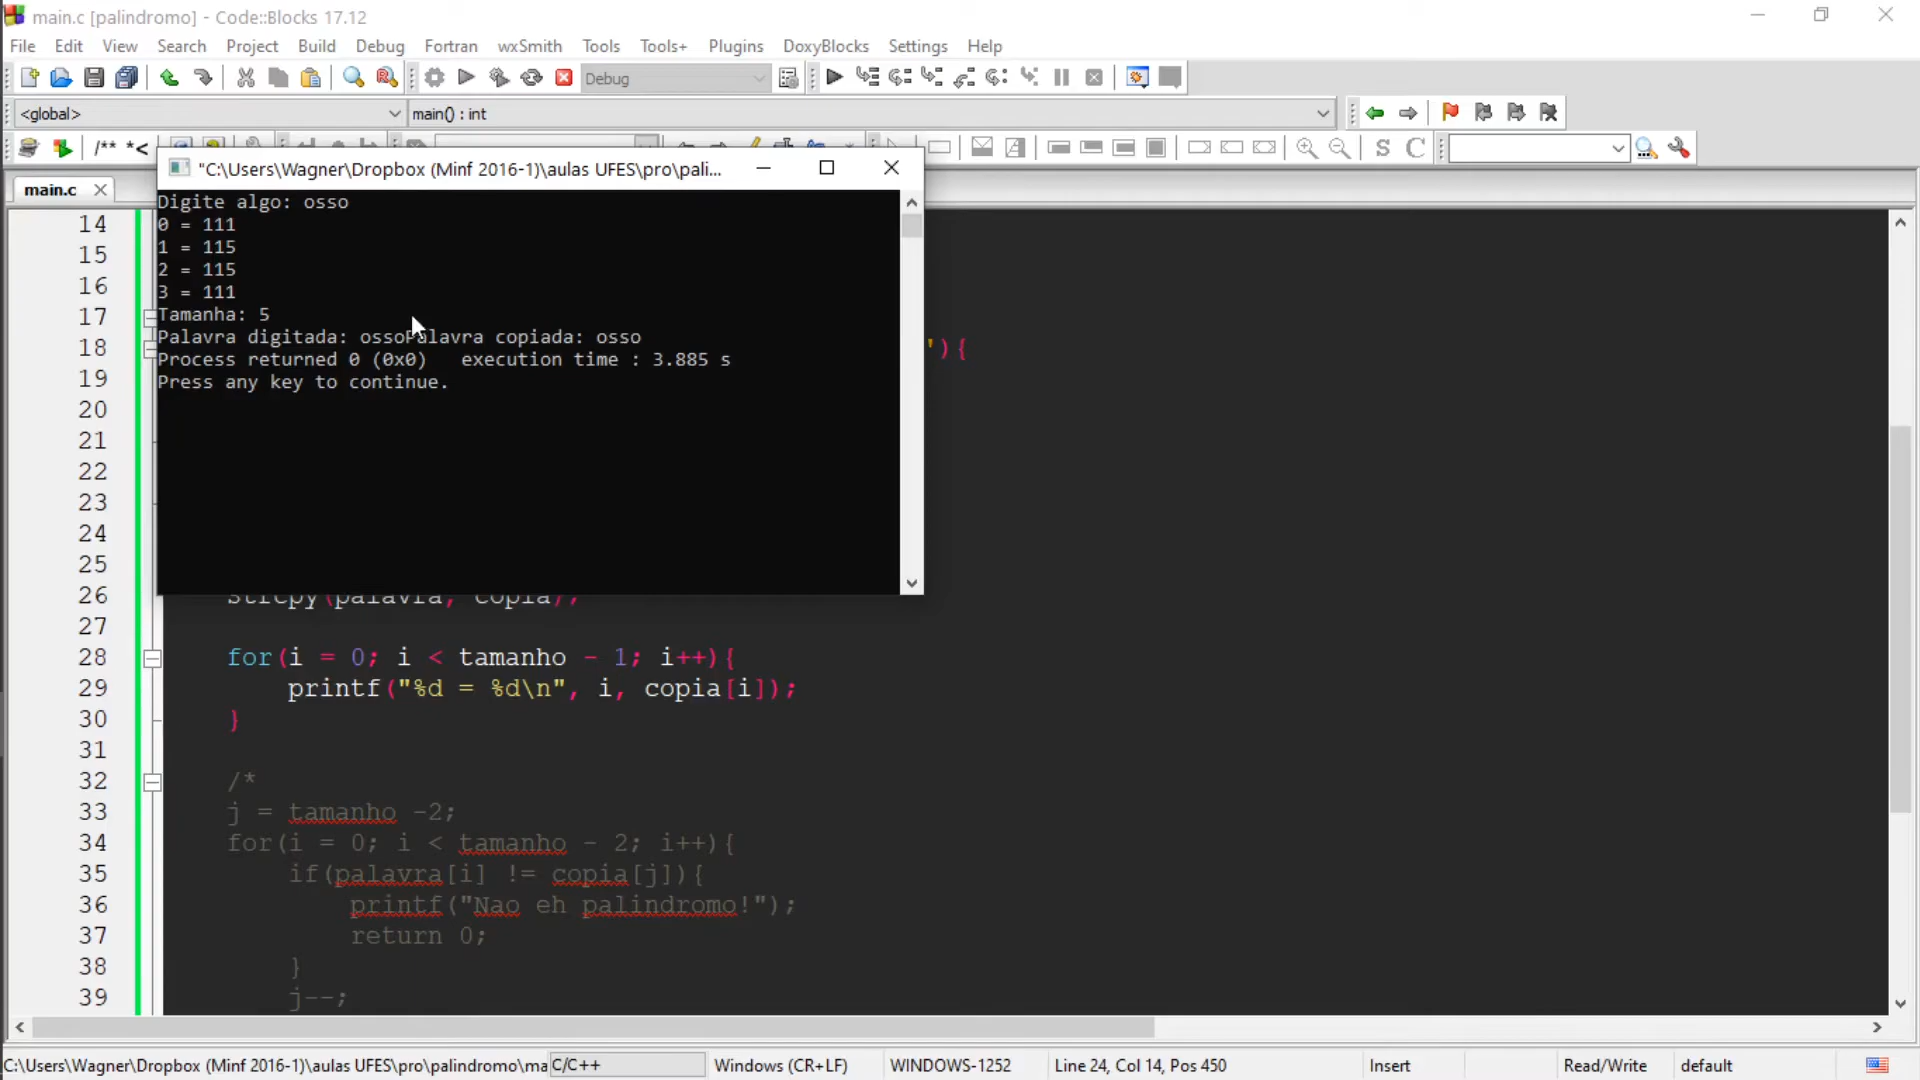 main.c [palindromo] - Code::Blocks 17.12
File Edit View Search Project Build Debug Fortran wxSmith Tools Tools+ Plugins DoxyBlocks Settings Help
Debug
<global> main() : int
/** *< S C
main.c
"C:\Users\Wagner\Dropbox (Minf 2016-1)\aulas UFES\pro\pali...
Digite algo: osso
0 = 111
1 = 115
2 = 115
3 = 111
Tamanha: 5
Palavra digitada: ossoPalavra copiada: osso
Process returned 0 (0x0)   execution time : 3.885 s
Press any key to continue.
14
15
16
17
18 '){
19
20
21
22
23
24
25
26 strcpy(palavra, copia);
27
28 for(i = 0; i < tamanho - 1; i++){
29 printf("%d = %d\n", i, copia[i]);
30 }
31
32 /*
33 j = tamanho -2;
34 for(i = 0; i < tamanho - 2; i++){
35 if(palavra[i] != copia[j]){
36 printf("Nao eh palindromo!");
37 return 0;
38 }
39 j--;
C:\Users\Wagner\Dropbox (Minf 2016-1)\aulas UFES\pro\palindromo\ma C/C++ Windows (CR+LF) WINDOWS-1252 Line 24, Col 14, Pos 450 Insert Read/Write default